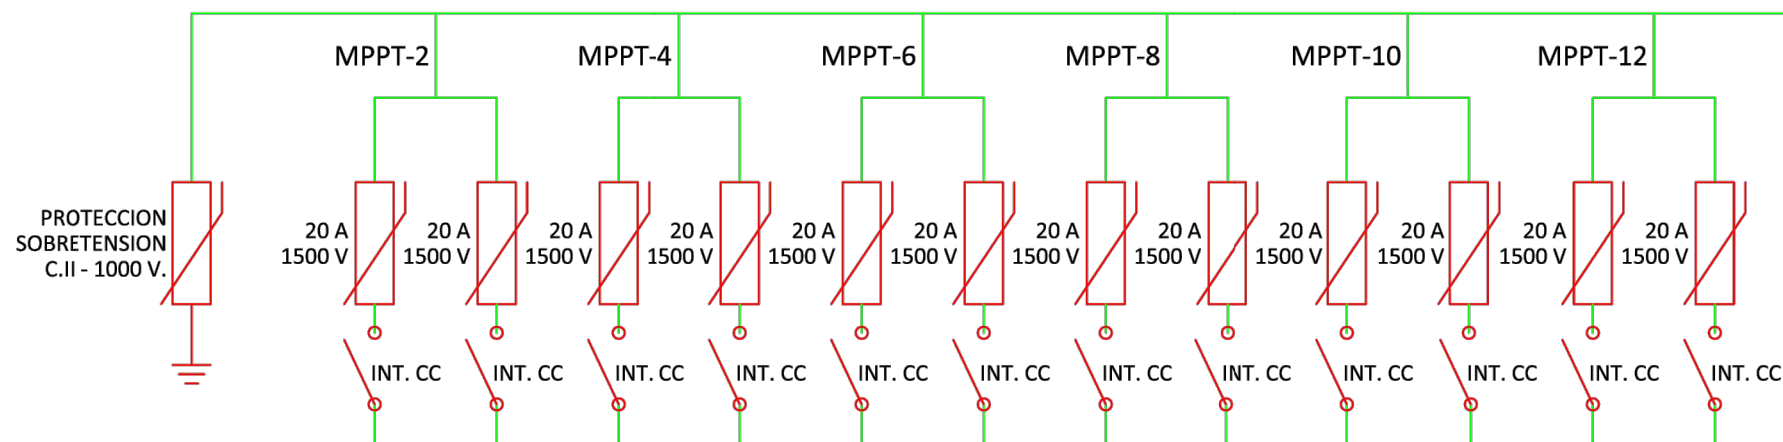 MPPT-2
MPPT-4
MPPT-6
MPPT-8
MPPT-10
MPPT-12
PROTECCION
SOBRETENSION
C.II - 1000 V.
20 A
1500 V
20 A
1500 V
20 A
1500 V
20 A
1500 V
20 A
1500 V
20 A
1500 V
20 A
1500 V
20 A
1500 V
20 A
1500 V
20 A
1500 V
20 A
1500 V
20 A
1500 V
INT. CC
INT. CC
INT. CC
INT. CC
INT. CC
INT. CC
INT. CC
INT. CC
INT. CC
INT. CC
INT. CC
INT. CC